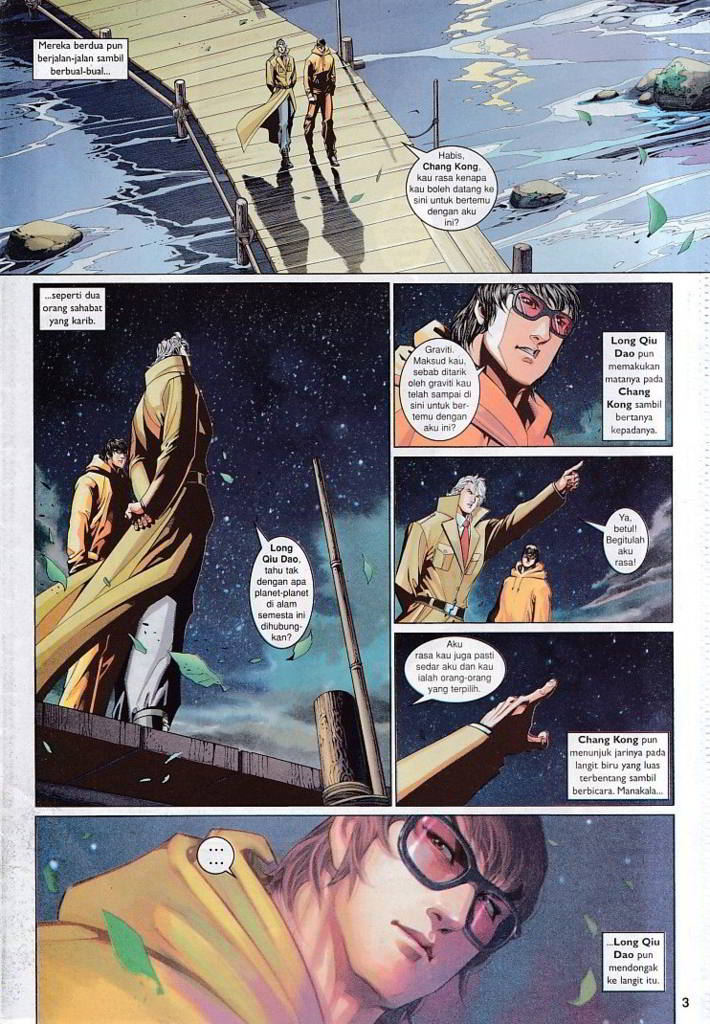 Mereka berdua pun
berjalan-jalan sambil
berbual-bual...
Habis,
Chang Kong,
kau rasa kenapa
kau boleh datang ke
sini untuk bertemu
dengan aku
ini?
...seperti dua
orang sahabat
yang karib.
Long
Qiu Dao,
tahu tak
dengan apa
planet-planet
di alam
semesta ini
dihubung-
kan?
Graviti.
Maksud kau,
sebab ditarik
oleh graviti kau
telah sampai di
sini untuk ber-
temu dengan
aku ini?
Long Qiu
Dao pun
memakukan
matanya pada
Chang
Kong sambil
bertanya
kepadanya.
Ya,
betul!
Begitulah
aku
rasa!
Aku
rasa kau juga pasti
sedar aku dan kau
ialah orang-orang
yang terpilih.
Chang Kong pun
menunjuk jarinya pada
langit biru yang luas
terbentang sambil
berbicara. Manakala...
...
...
...Long Qiu
Dao pun
mendongak
ke langit itu.
3